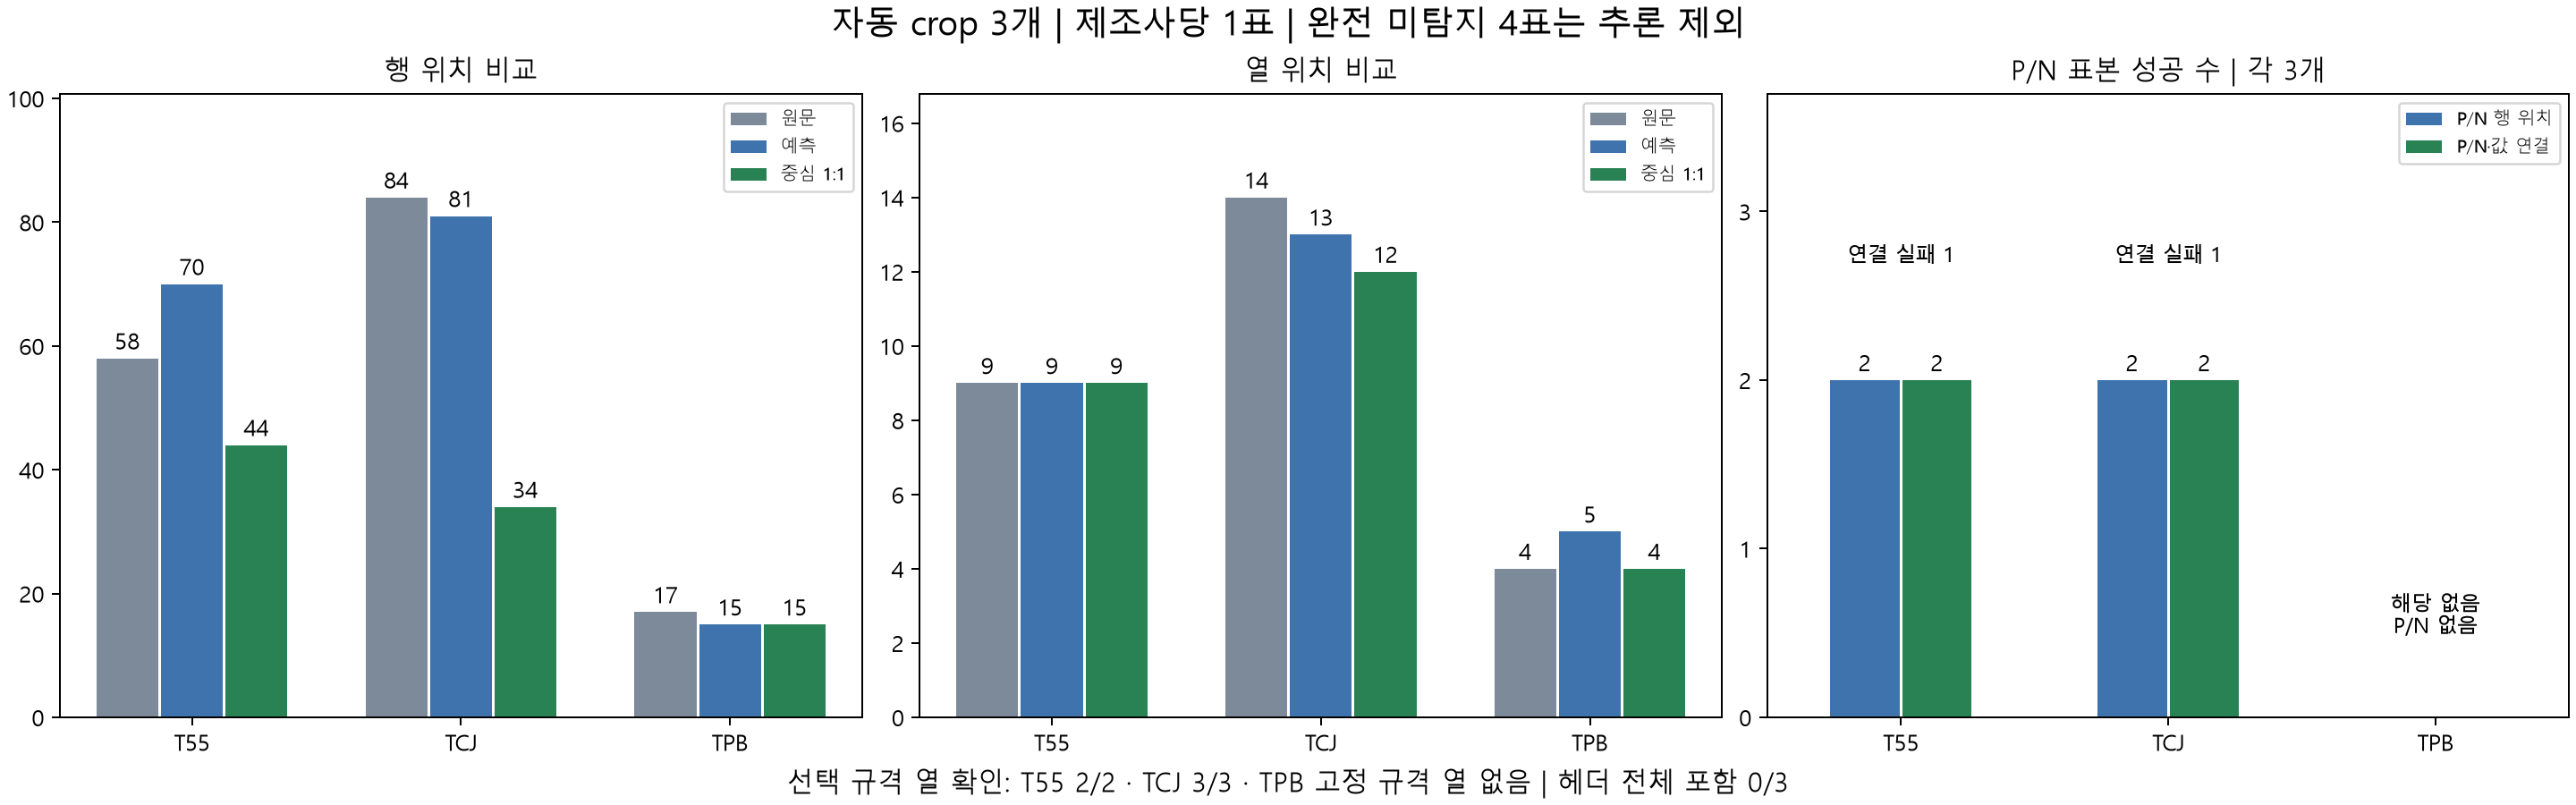 자동 crop 3개 | 제조사당 1표 | 완전 미탐지 4표는 추론 제외
행 위치 비교
100
80
60
40
20
0
58
70
44
84
81
34
17
15
15
원문
예측
중심 1:1
T55
TCJ
TPB
열 위치 비교
16
14
12
10
8
6
4
2
0
9
9
9
14
13
12
4
5
4
원문
예측
중심 1:1
T55
TCJ
TPB
P/N 표본 성공 수 | 각 3개
3
2
1
0
연결 실패 1
2
2
연결 실패 1
2
2
해당 없음
P/N 없음
P/N 행 위치
P/N·값 연결
T55
TCJ
TPB
선택 규격 열 확인: T55 2/2 · TCJ 3/3 · TPB 고정 규격 열 없음 | 헤더 전체 포함 0/3